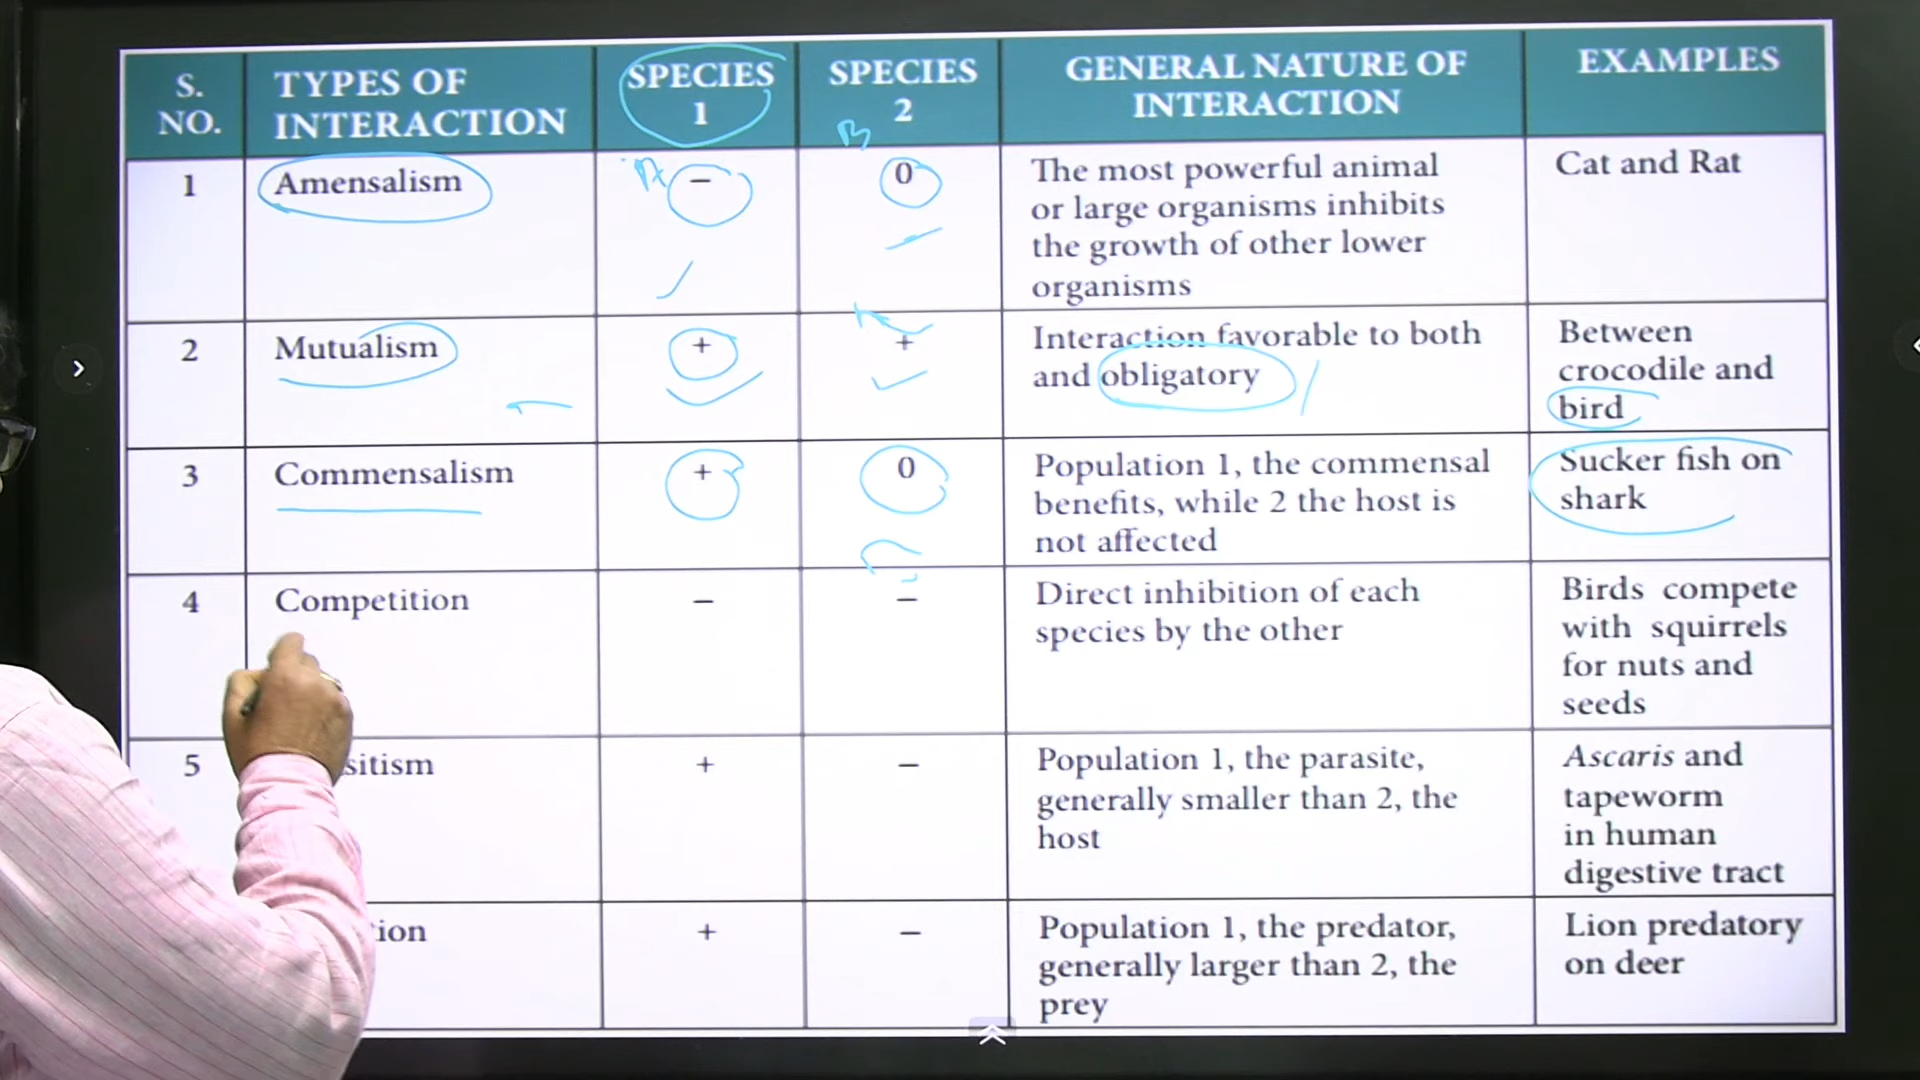 S. NO.
TYPES OF INTERACTION
SPECIES 1
SPECIES 2
GENERAL NATURE OF INTERACTION
EXAMPLES
1
Amensalism
A
–
B
0
The most powerful animal
or large organisms inhibits
the growth of other lower
organisms
Cat and Rat
2
Mutualism
+
+
Interaction favorable to both
and obligatory
Between
crocodile and
bird
3
Commensalism
+
0
Population 1, the commensal
benefits, while 2 the host is
not affected
Sucker fish on
shark
4
Competition
–
–
Direct inhibition of each
species by the other
Birds compete
with squirrels
for nuts and
seeds
5
sitism
+
–
Population 1, the parasite,
generally smaller than 2, the
host
Ascaris and
tapeworm
in human
digestive tract
ion
+
–
Population 1, the predator,
generally larger than 2, the
prey
Lion predatory
on deer